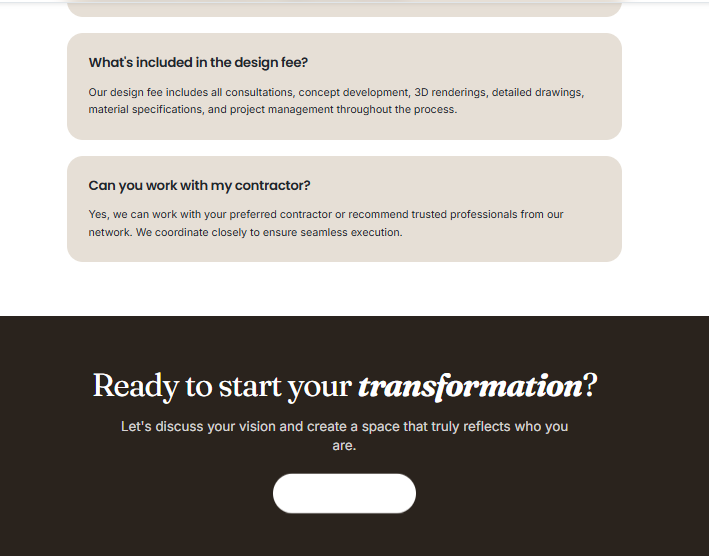 What's included in the design fee?
Our design fee includes all consultations, concept development, 3D renderings, detailed drawings,
material specifications, and project management throughout the process.
Can you work with my contractor?
Yes, we can work with your preferred contractor or recommend trusted professionals from our
network. We coordinate closely to ensure seamless execution.
Ready to start your transformation?
Let's discuss your vision and create a space that truly reflects who you
are.